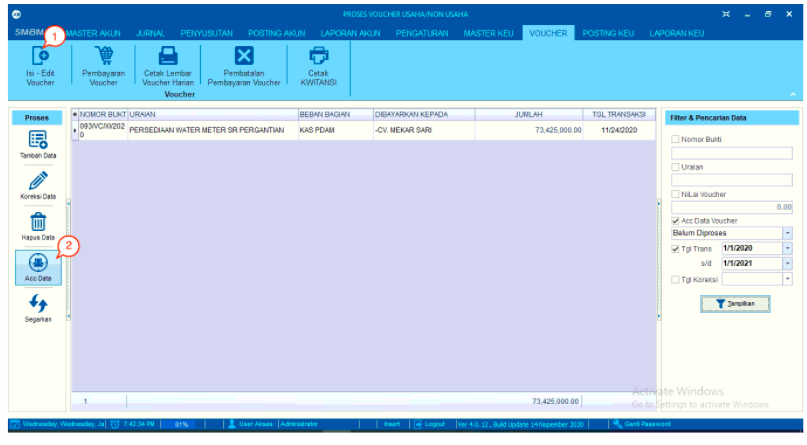 PROSES VOUCHER USAHA/NON USAHA
1
MASTER AKUN JURNAL PENYUSUTAN POSTING AKUN LAPORAN AKUN PENGATURAN MASTER KEU VOUCHER POSTING KEU LAPORAN KEU
Isi - Edit
Voucher
Pembayaran
Voucher
Cetak Lembar
Voucher Harian
Pembatalan
Pembayaran Voucher
Cetak
KWITANSI
Voucher
Proses
Tambah Data
Koreksi Data
Hapus Data
2
Acc Data
Segarkan
NOMOR BUKT URAIAN BEBAN BAGIAN DIBAYARKAN KEPADA JUMLAH TGL TRANSAKSI
093/VC/XI/202
0
PERSEDIAAN WATER METER SR PERGANTIAN KAS PDAM -CV. MEKAR SARI 73,425,000.00 11/24/2020
1 73,425,000.00
Filter & Pencarian Data
Nomor Bukti
Uraian
NiLai Voucher
0.00
Acc Data Voucher
Belum Diproses
Tgl Trans 1/1/2020
s/d 1/1/2021
Tgl Koreksi
Tampilkan
Activate Windows
Go to Settings to activate Windows.
Wednesday, Wednesday, Ja 7:42:34 PM 81% User Akses Administrator Insert Logout Ver 4.0. 12 , Build Update 14 Nopember 2020 Ganti Password